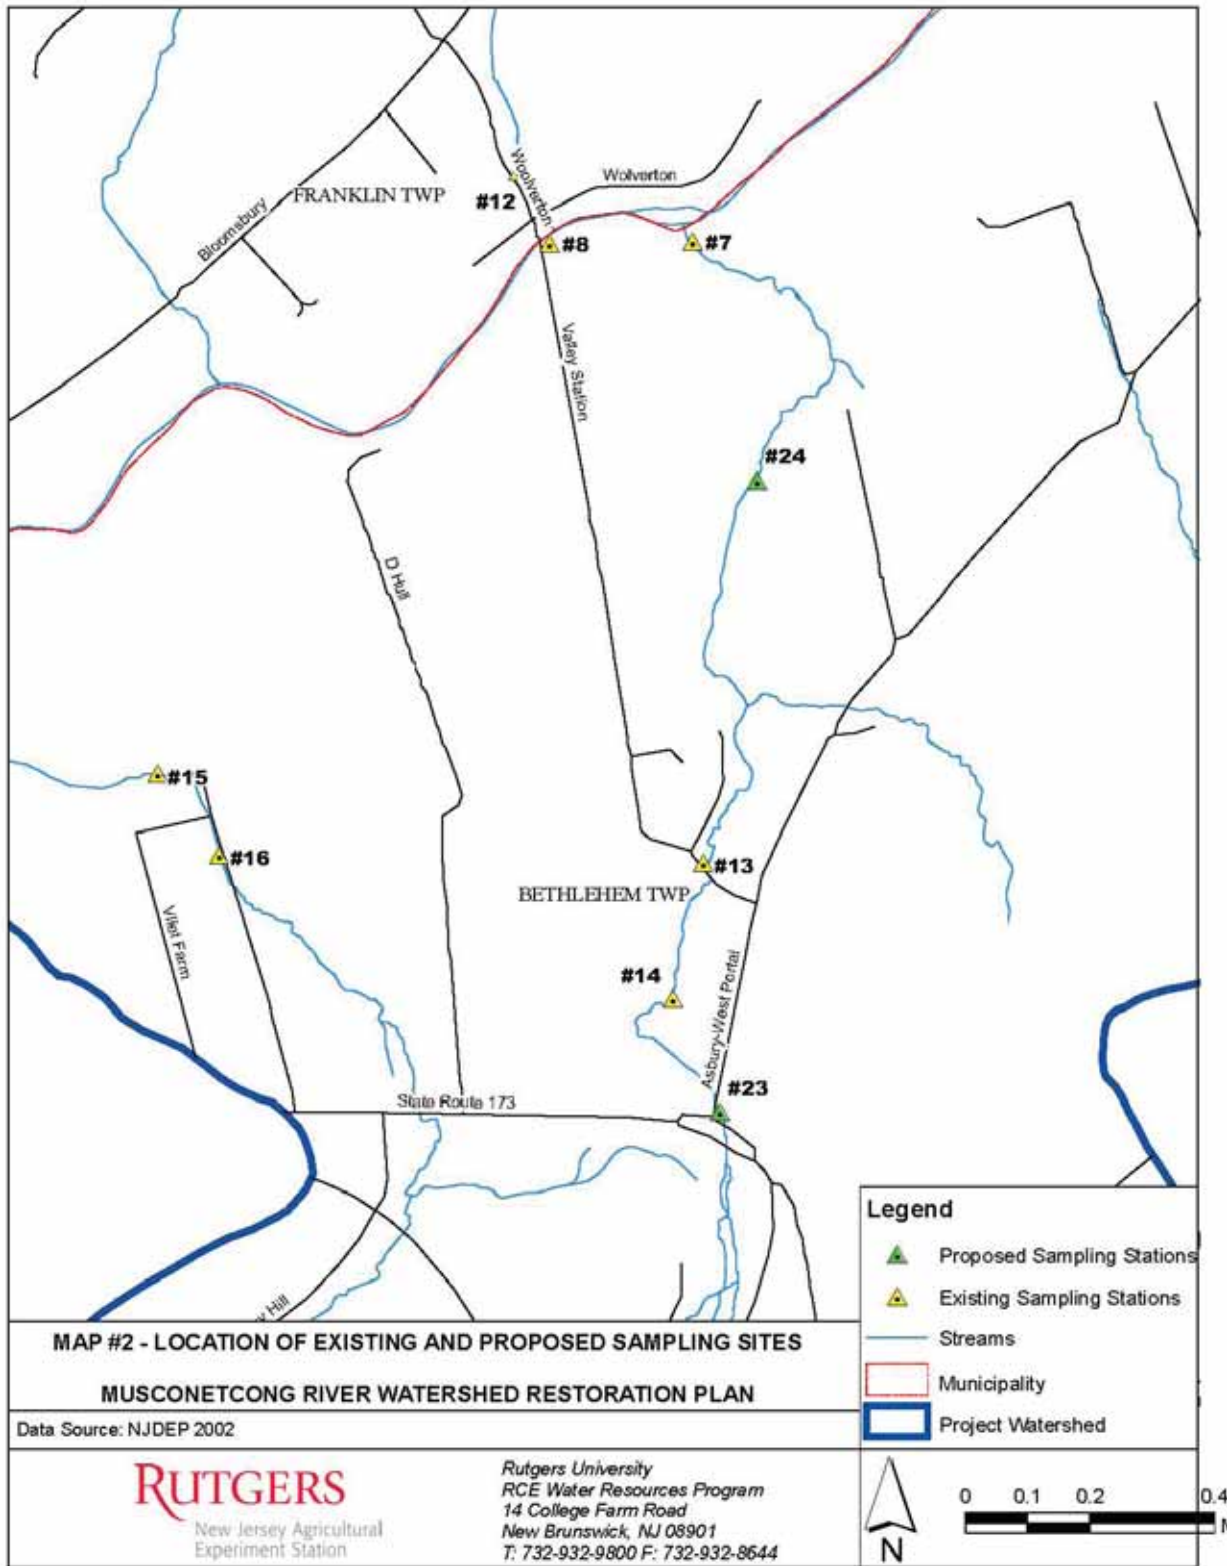 Woolverton
Wolverton
FRANKLIN TWP
#12
Bloomsbury
#8
#7
Valley Station
#24
D Hull
#15
#16
#13
BETHLEHEM TWP
Vliet Farm
#14
Asbury-West Portal
#23
State Route 173
Hill
Legend
Proposed Sampling Stations
Existing Sampling Stations
Streams
Municipality
Project Watershed
MAP #2 - LOCATION OF EXISTING AND PROPOSED SAMPLING SITES
MUSCONETCONG RIVER WATERSHED RESTORATION PLAN
Data Source: NJDEP 2002
RUTGERS
New Jersey Agricultural
Experiment Station
Rutgers University
RCE Water Resources Program
14 College Farm Road
New Brunswick, NJ 08901
T: 732-932-9800 F: 732-932-8644
N
0 0.1 0.2 0.4